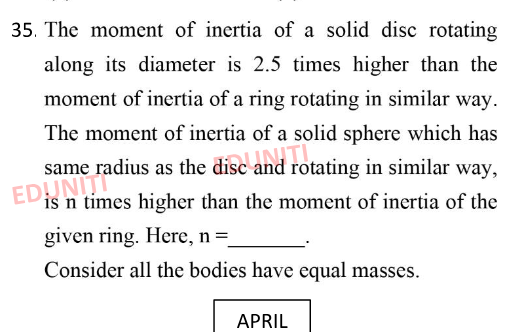 35. The moment of inertia of a solid disc rotating
along its diameter is 2.5 times higher than the
moment of inertia of a ring rotating in similar way.
The moment of inertia of a solid sphere which has
same radius as the disc and rotating in similar way,
is n times higher than the moment of inertia of the
given ring. Here, n =_______.
Consider all the bodies have equal masses.
EDUNITI
EDUNITI
APRIL